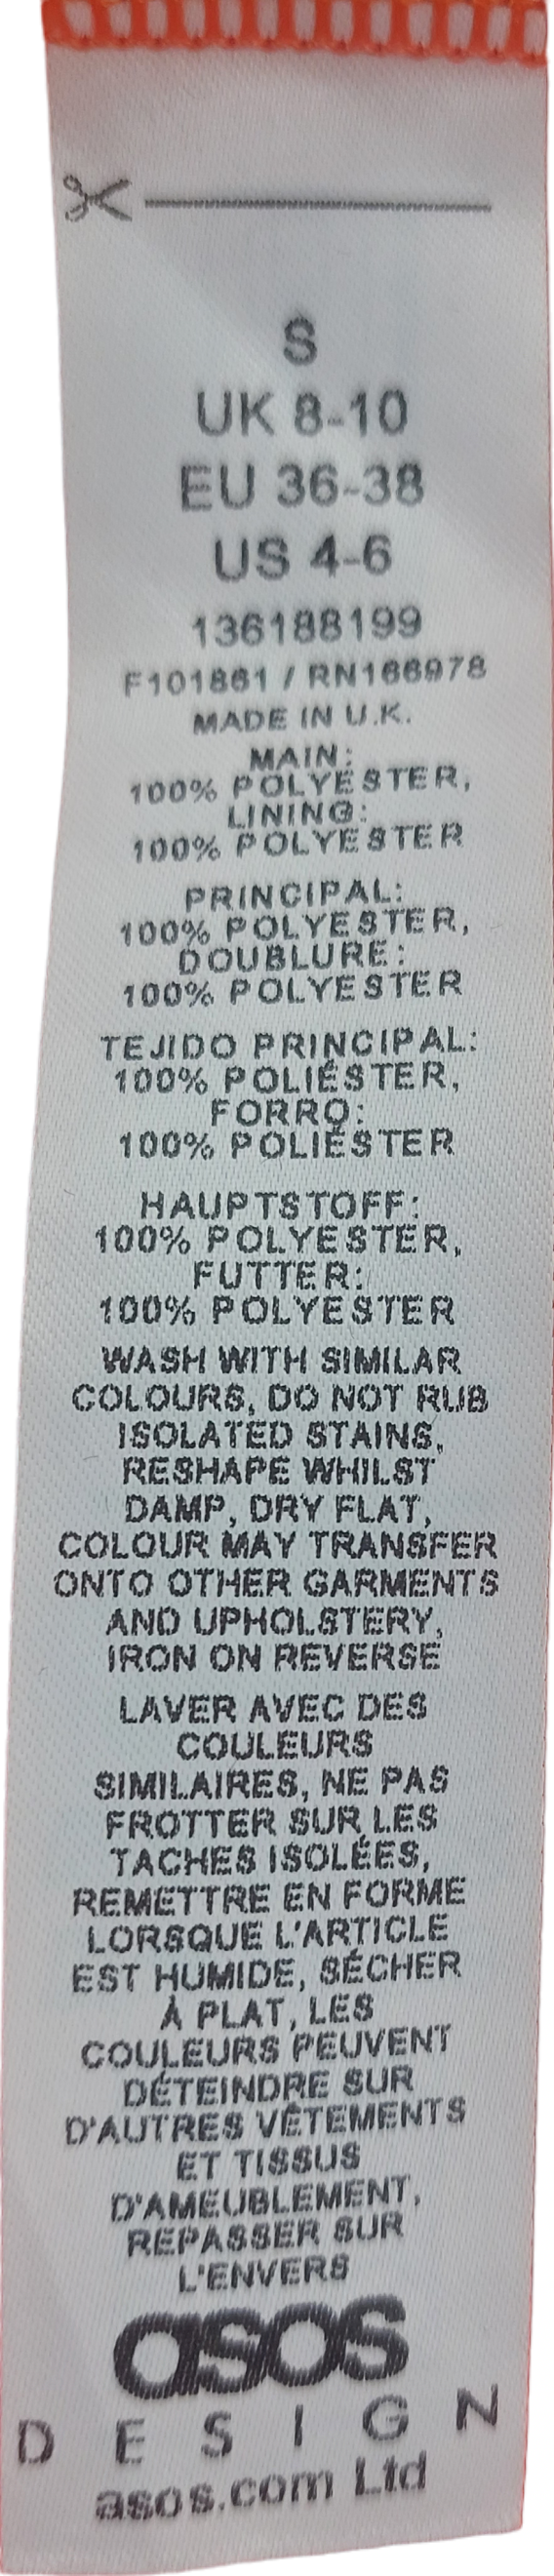 S
UK 8-10
EU 36-38
US 4-6
136188199
F101861 / RN166978
MADE IN U.K.
MAIN:
100% POLYESTER,
LINING:
100% POLYESTER
PRINCIPAL:
100% POLYESTER,
DOUBLURE:
100% POLYESTER
TEJIDO PRINCIPAL:
100% POLIÉSTER,
FORRO:
100% POLIÉSTER
HAUPTSTOFF:
100% POLYESTER,
FUTTER:
100% POLYESTER
WASH WITH SIMILAR
COLOURS, DO NOT RUB
ISOLATED STAINS,
RESHAPE WHILST
DAMP, DRY FLAT,
COLOUR MAY TRANSFER
ONTO OTHER GARMENTS
AND UPHOLSTERY,
IRON ON REVERSE
LAVER AVEC DES
COULEURS
SIMILAIRES, NE PAS
FROTTER SUR LES
TACHES ISOLÉES,
REMETTRE EN FORME
LORSQUE L'ARTICLE
EST HUMIDE, SÉCHER
À PLAT, LES
COULEURS PEUVENT
DÉTEINDRE SUR
D'AUTRES VÊTEMENTS
ET TISSUS
D'AMEUBLEMENT,
REPASSER SUR
L'ENVERS
asos
DESIGN
asos.com Ltd